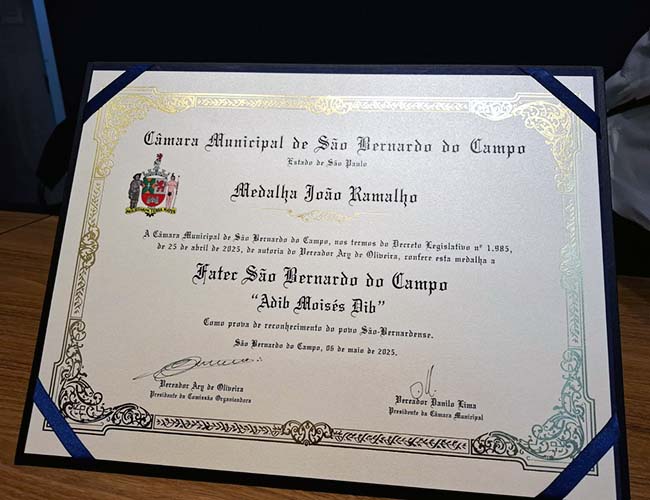 Câmara Municipal de São Bernardo do Campo
Estado de São Paulo
Medalha João Ramalho
A Câmara Municipal de São Bernardo do Campo, nos termos do Decreto Legislativo nº 1.985,
de 25 de abril de 2025, de autoria do Vereador Ary de Oliveira, confere esta medalha a
Fatec São Bernardo do Campo
“Adib Moisés Dib”
Como prova de reconhecimento do povo São-Bernardense.
São Bernardo do Campo, 06 de maio de 2025.
Vereador Ary de Oliveira
Presidente da Comissão Organizadora
Vereador Danilo Lima
Presidente da Câmara Municipal